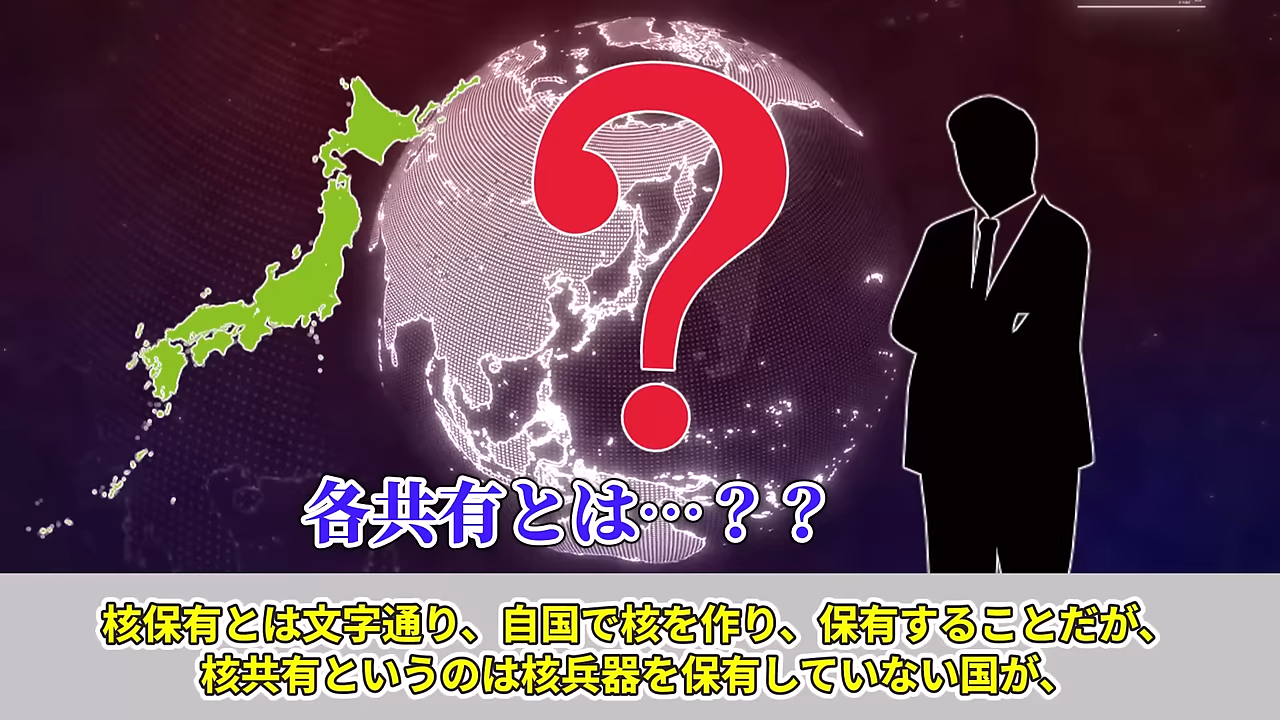 各共有とは…？？
核保有とは文字通り、自国で核を作り、保有することだが、
核共有というのは核兵器を保有していない国が、